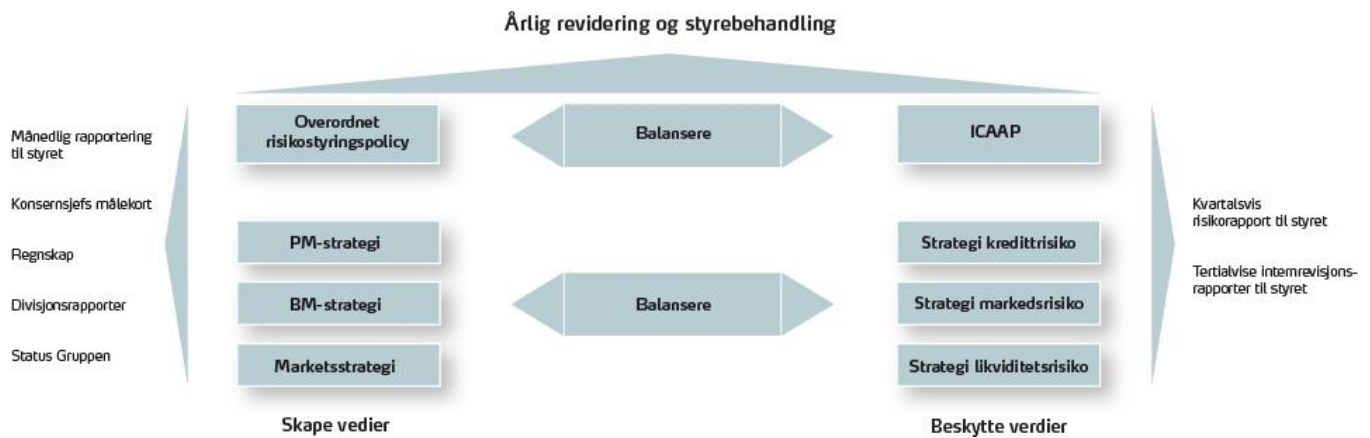 Årlig revidering og styrebehandling
Månedlig rapportering
til styret
Konsernsjefs målekort
Regnskap
Divisjonsrapporter
Status Gruppen
Overordnet
risikostyringspolicy
Balansere
ICAAP
PM-strategi
BM-strategi
Marketsstrategi
Balansere
Strategi kredittrisiko
Strategi markedsrisiko
Strategi likviditetsrisiko
Skape vedier
Beskytte verdier
Kvartalsvis
risikorapport til styret
Tertialvise internrevisjons-
rapporter til styret